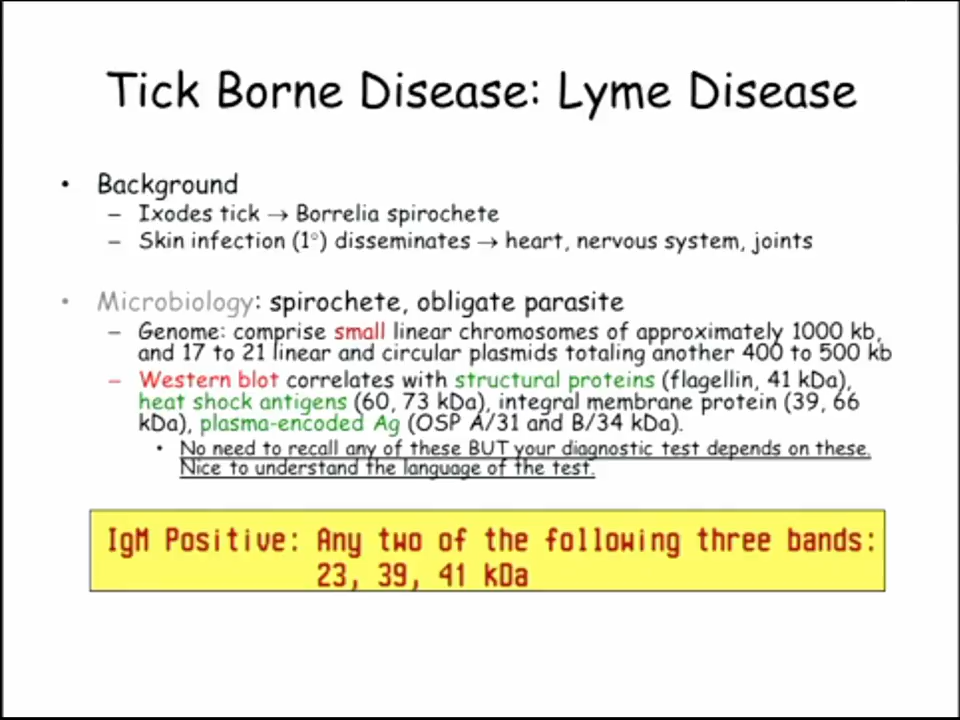 Tick Borne Disease: Lyme Disease
• Background
– Ixodes tick → Borrelia spirochete
– Skin infection (1°) disseminates → heart, nervous system, joints
• Microbiology: spirochete, obligate parasite
– Genome: comprise small linear chromosomes of approximately 1000 kb,
and 17 to 21 linear and circular plasmids totaling another 400 to 500 kb
– Western blot correlates with structural proteins (flagellin, 41 kDa),
heat shock antigens (60, 73 kDa), integral membrane protein (39, 66
kDa), plasma-encoded Ag (OSP A/31 and B/34 kDa).
• No need to recall any of these BUT your diagnostic test depends on these.
Nice to understand the language of the test.
IgM Positive: Any two of the following three bands:
23, 39, 41 kDa